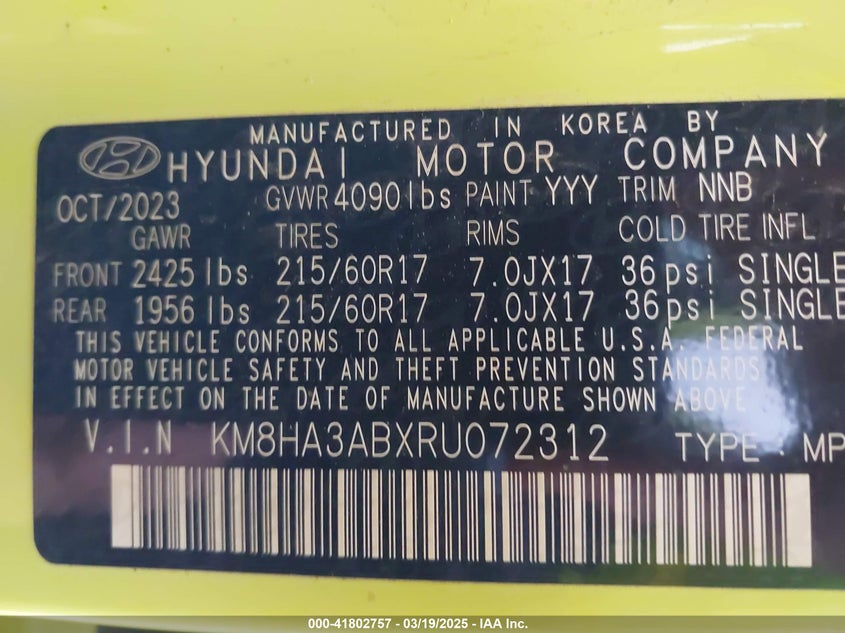 MANUFACTURED IN KOREA BY
HYUNDAI MOTOR COMPANY
OCT/2023 GVWR 4090lbs PAINT YYY TRIM NNB
GAWR TIRES RIMS COLD TIRE INFL
FRONT 2425 lbs 215/60R17 7.0JX17 36psi SINGLE
REAR 1956 lbs 215/60R17 7.0JX17 36psi SINGLE
THIS VEHICLE CONFORMS TO ALL APPLICABLE U.S.A. FEDERAL
MOTOR VEHICLE SAFETY AND THEFT PREVENTION STANDARDS
IN EFFECT ON THE DATE OF MANUFACTURE SHOWN ABOVE
V.I.N KM8HA3ABXRU072312 TYPE MP
000-41802757 - 03/19/2025 - IAA Inc.